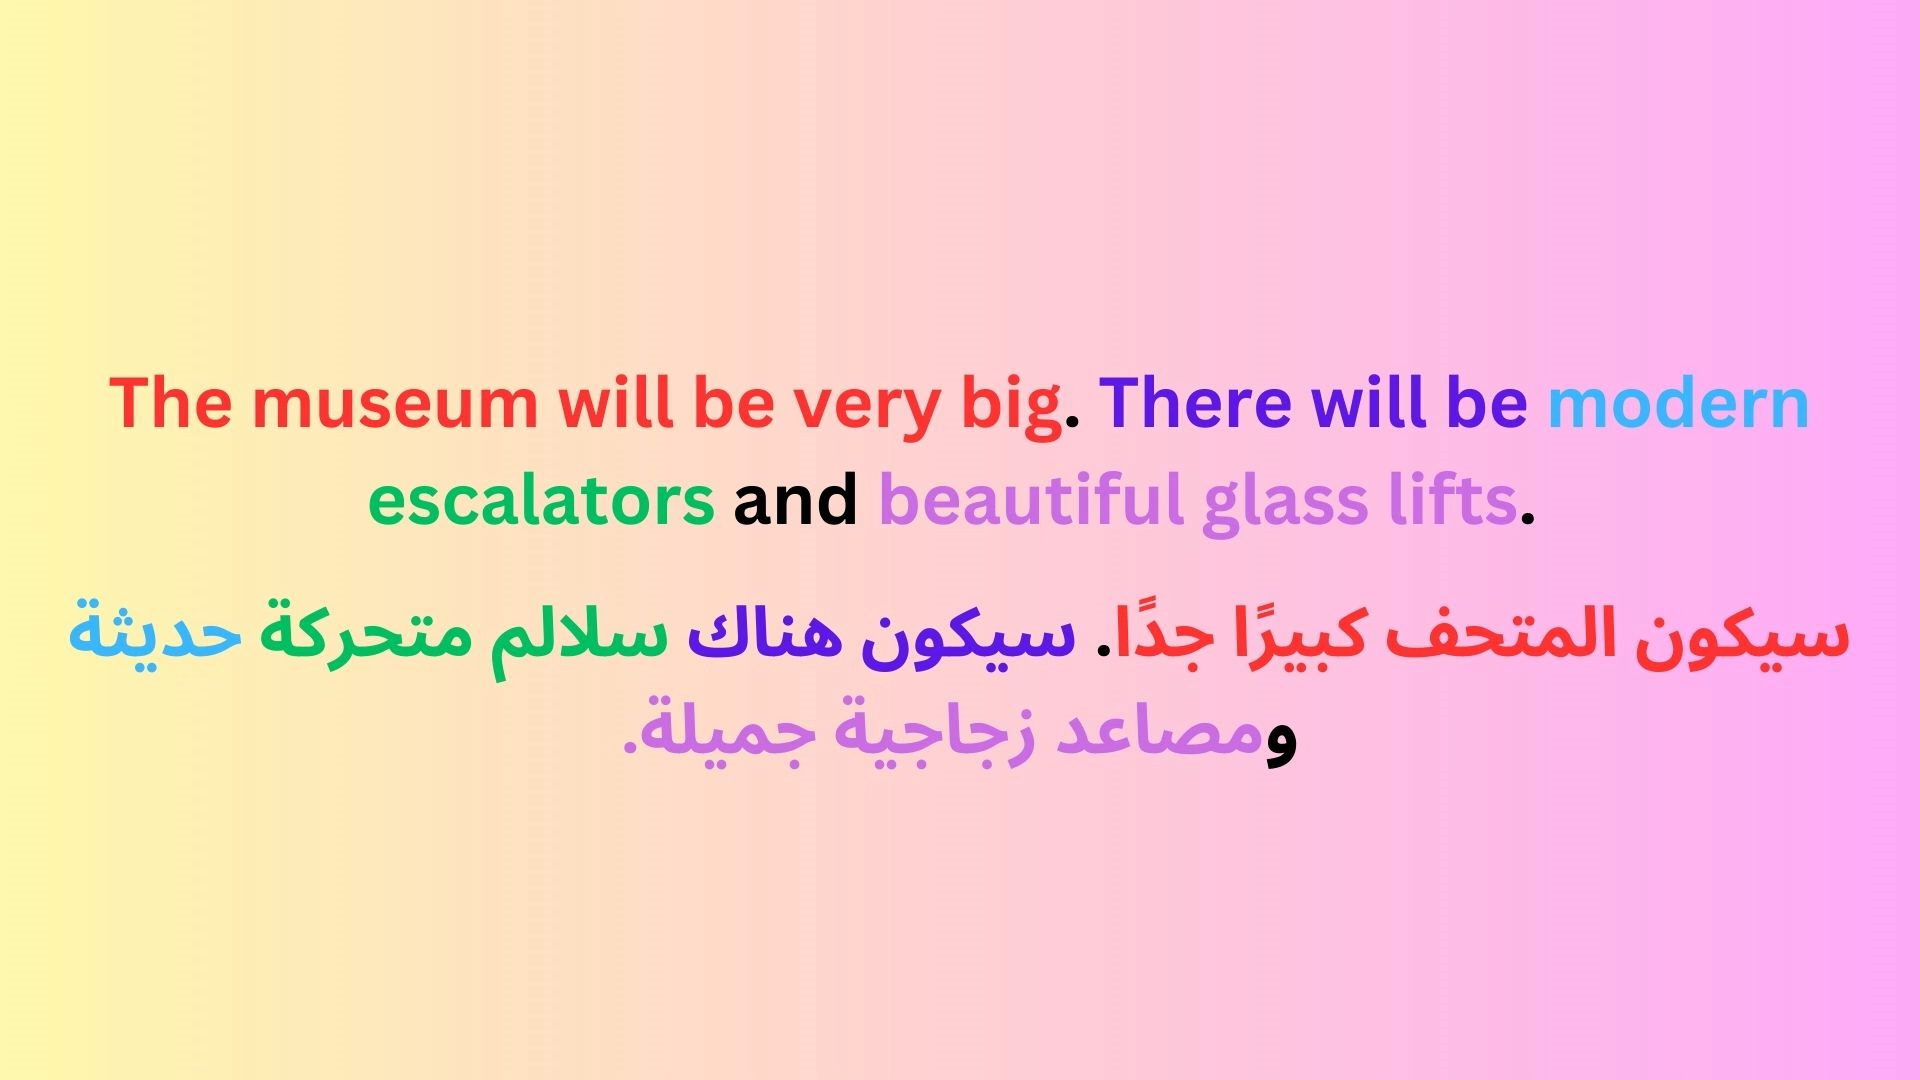 The museum will be very big. There will be modern
escalators and beautiful glass lifts.
سيكون المتحف كبيرًا جدًا. سيكون هناك سلالم متحركة حديثة
ومصاعد زجاجية جميلة.